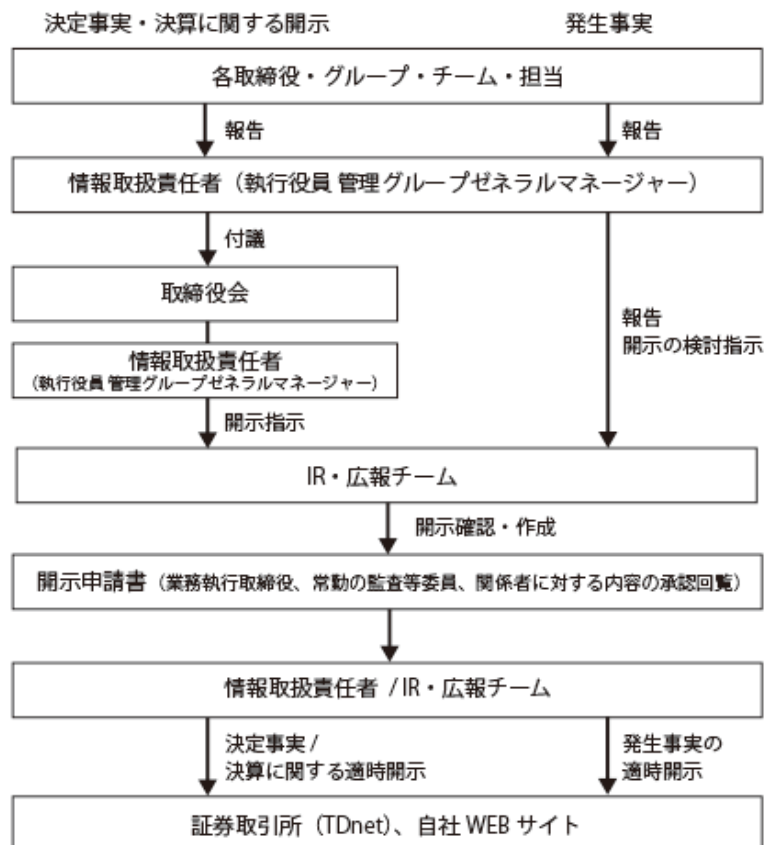 決定事実・決算に関する開示
発生事実
各取締役・グループ・チーム・担当
報告
報告
情報取扱責任者（執行役員 管理グループゼネラルマネージャー）
付議
取締役会
報告
開示の検討指示
情報取扱責任者
（執行役員 管理グループゼネラルマネージャー）
開示指示
IR・広報チーム
開示確認・作成
開示申請書（業務執行取締役、常勤の監査等委員、関係者に対する内容の承認回覧）
情報取扱責任者 / IR・広報チーム
決定事実 /
決算に関する適時開示
発生事実の
適時開示
証券取引所（TDnet）、自社 WEB サイト